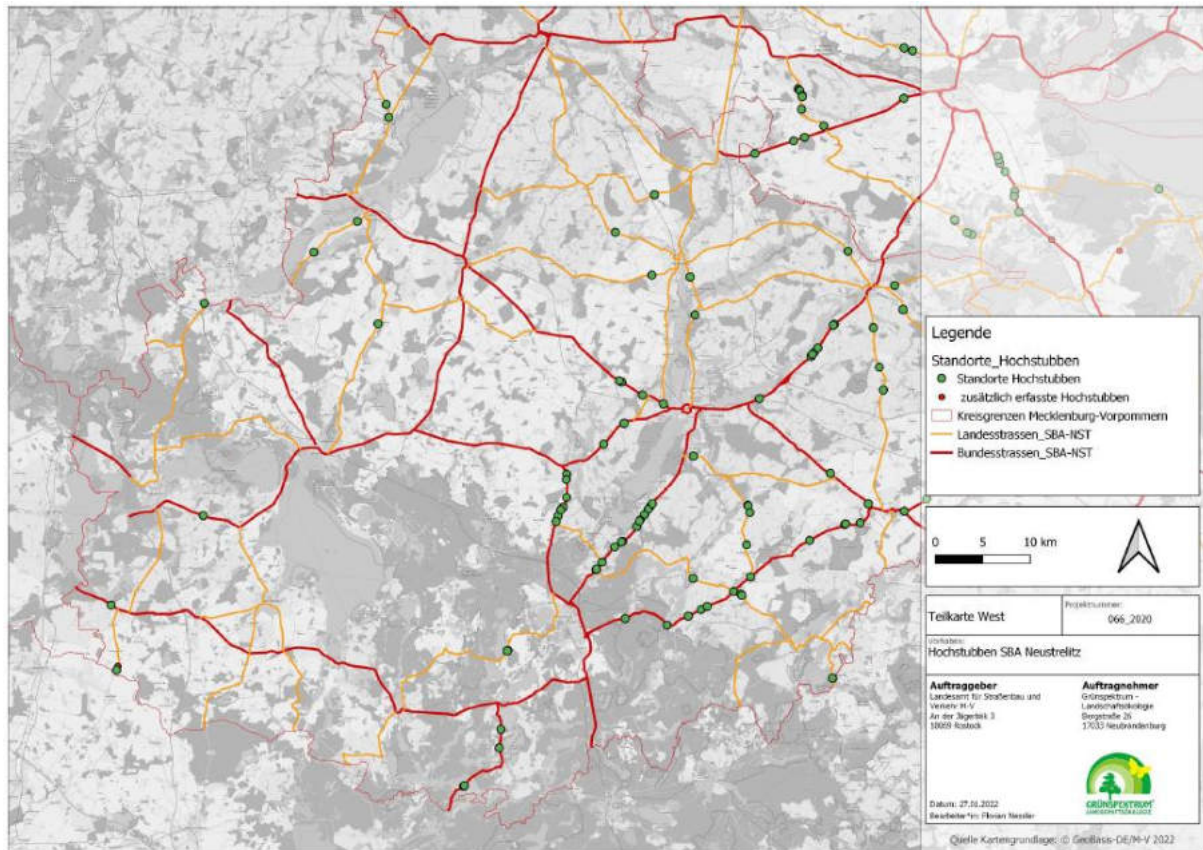 Legende
Standorte_Hochstubben
Standorte Hochstubben
zusätzlich erfasste Hochstubben
Kreisgrenzen Mecklenburg-Vorpommern
Landesstrassen_SBA-NST
Bundesstrassen_SBA-NST
0 5 10 km
Teilkarte West
Projektnummer:
066_2020
Vorhaben:
Hochstubben SBA Neustrelitz
Auftraggeber
Landesamt für Straßenbau und
Verkehr M-V
An der Jägerbäk 3
18069 Rostock
Auftragnehmer
Grünspektrum -
Landschaftsökologie
Bergstraße 26
17033 Neubrandenburg
GRÜNSPEKTRUM
LANDSCHAFTSÖKOLOGIE
Datum: 27.01.2022
Bearbeiter*in: Florian Nessler
Quelle Kartengrundlage: © GeoBasis-DE/M-V 2022